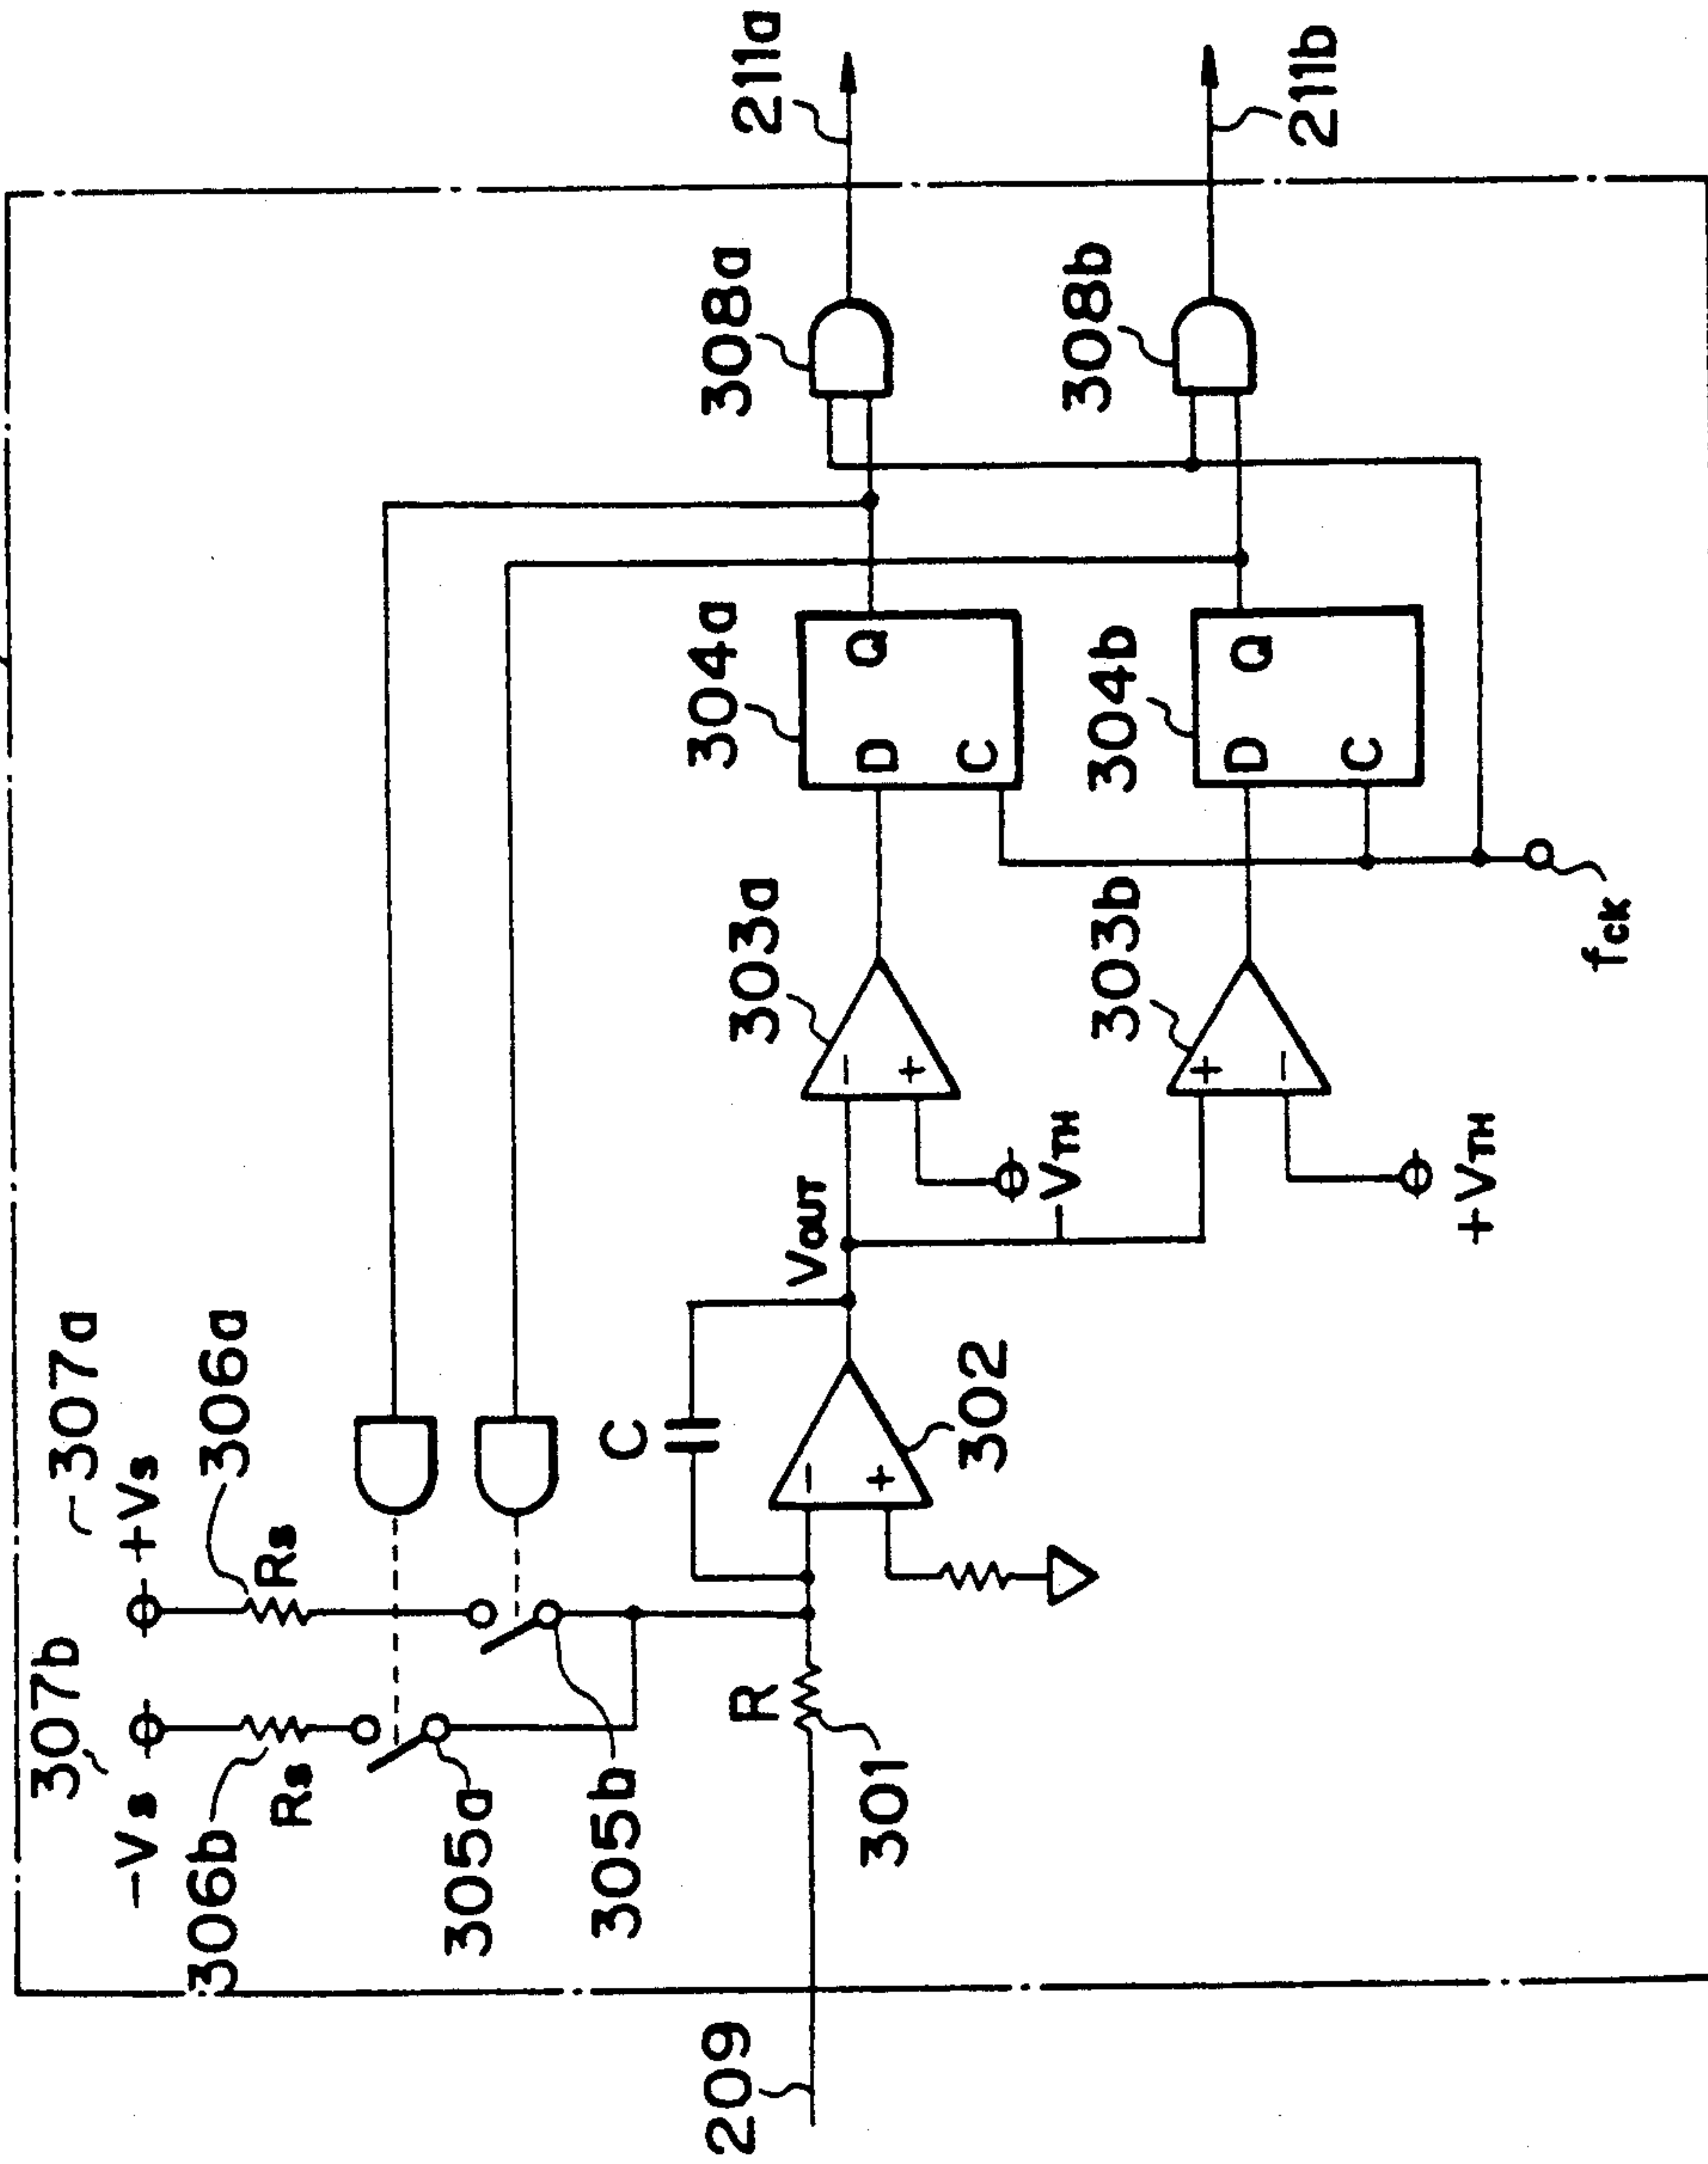 307b
307a
-Vs
+Vs
306b
306a
Rs
Rs
305a
305b
C
R
301
209
302
VOUT
-VTH
+VTH
303a
303b
304a
D
Q
C
304b
D
Q
C
fCK
308a
308b
211a
211b
-
+
-
+
+
-